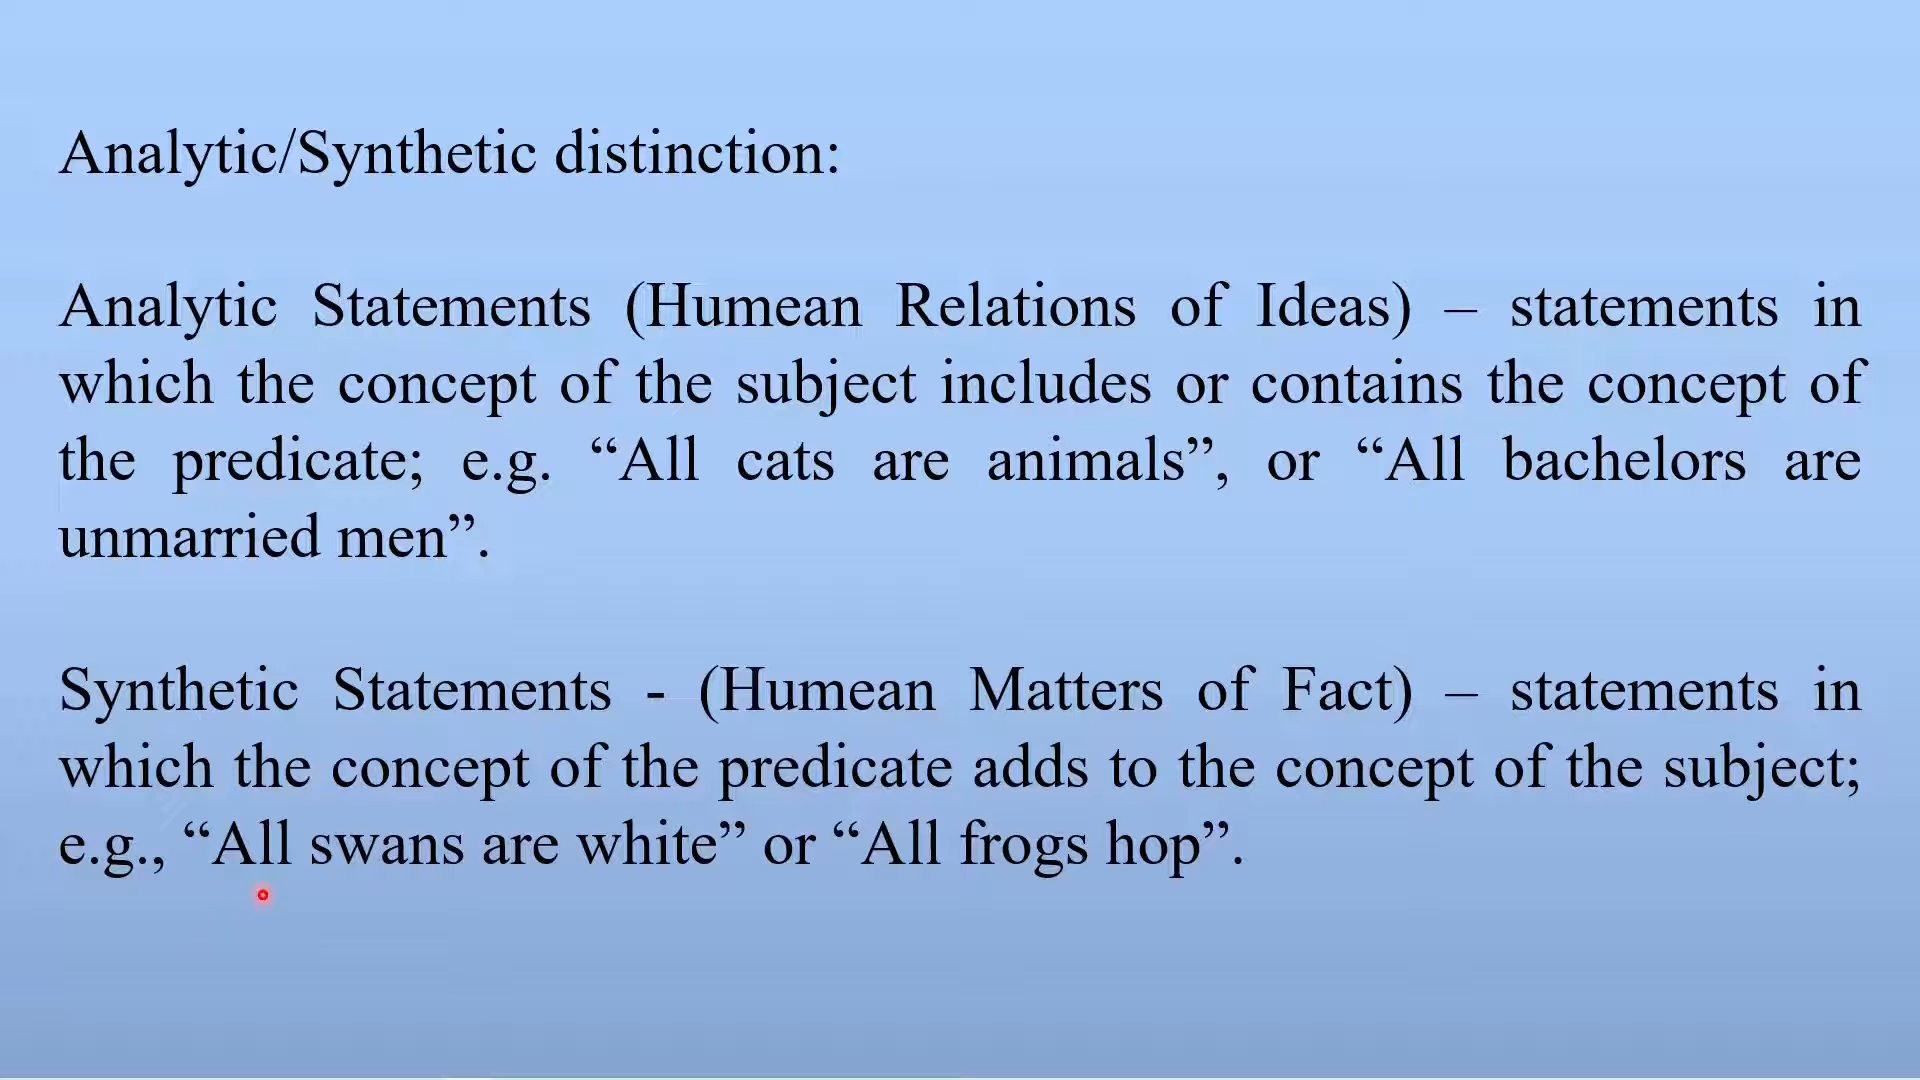 Analytic/Synthetic distinction:
Analytic Statements (Humean Relations of Ideas) – statements in
which the concept of the subject includes or contains the concept of
the predicate; e.g. “All cats are animals”, or “All bachelors are
unmarried men”.
Synthetic Statements - (Humean Matters of Fact) – statements in
which the concept of the predicate adds to the concept of the subject;
e.g., “All swans are white” or “All frogs hop”.